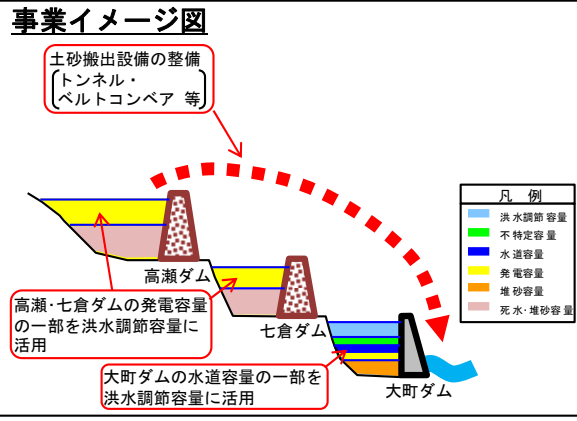 事業イメージ図
土砂搬出設備の整備
トンネル・
ベルトコンベア 等
凡 例
洪水調節容量
不特定容量
水道容量
発電容量
堆砂容量
死水・堆砂容量
高瀬ダム
七倉ダム
大町ダム
高瀬・七倉ダムの発電容量
の一部を洪水調節容量に
活用
大町ダムの水道容量の一部を
洪水調節容量に活用